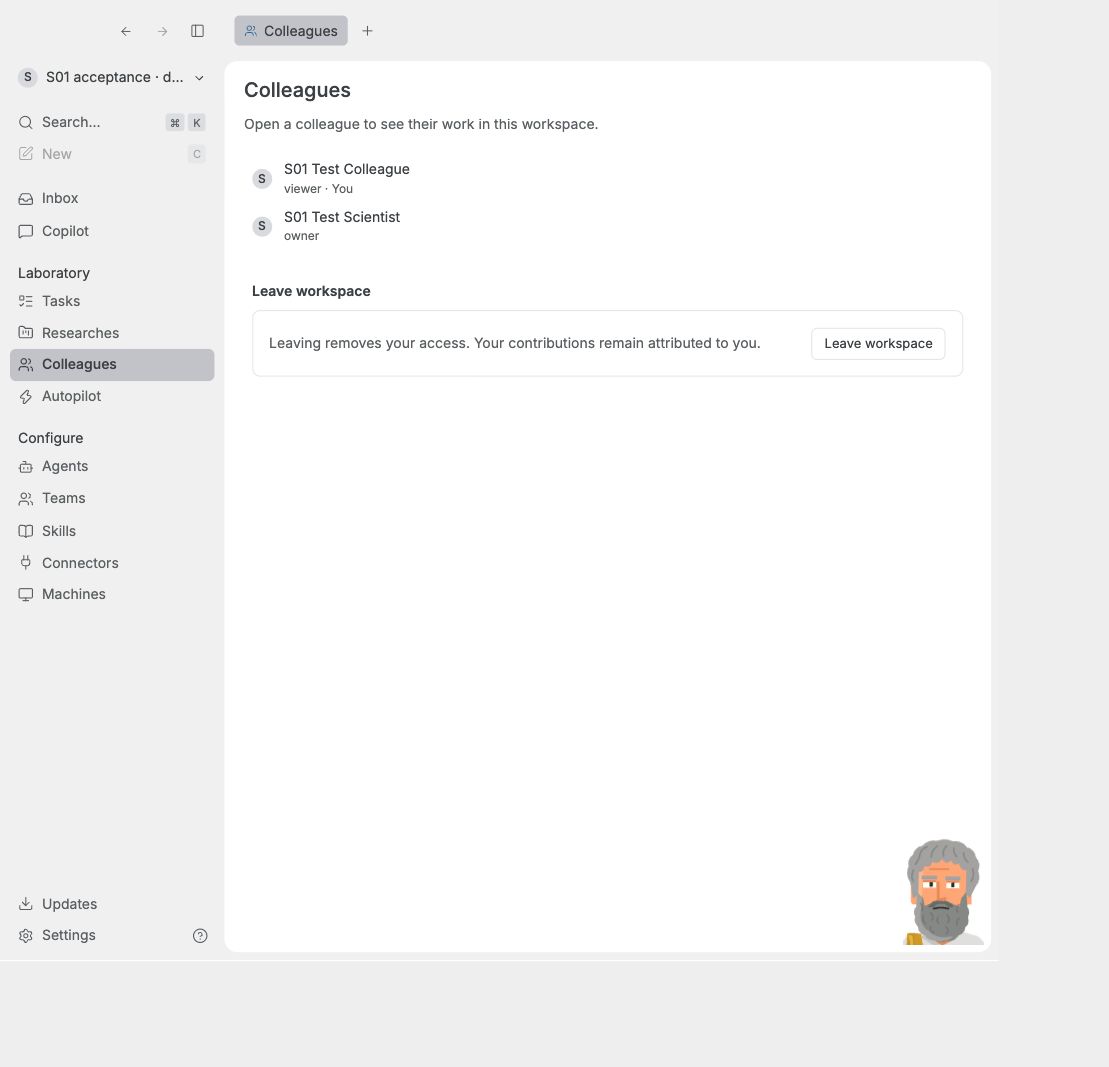 Colleagues
S S01 acceptance · d...
Search... ⌘ K
New C
Inbox
Copilot
Laboratory
Tasks
Researches
Colleagues
Autopilot
Configure
Agents
Teams
Skills
Connectors
Machines
Updates
Settings
Colleagues
Open a colleague to see their work in this workspace.
S S01 Test Colleague
viewer · You
S S01 Test Scientist
owner
Leave workspace
Leaving removes your access. Your contributions remain attributed to you. Leave workspace